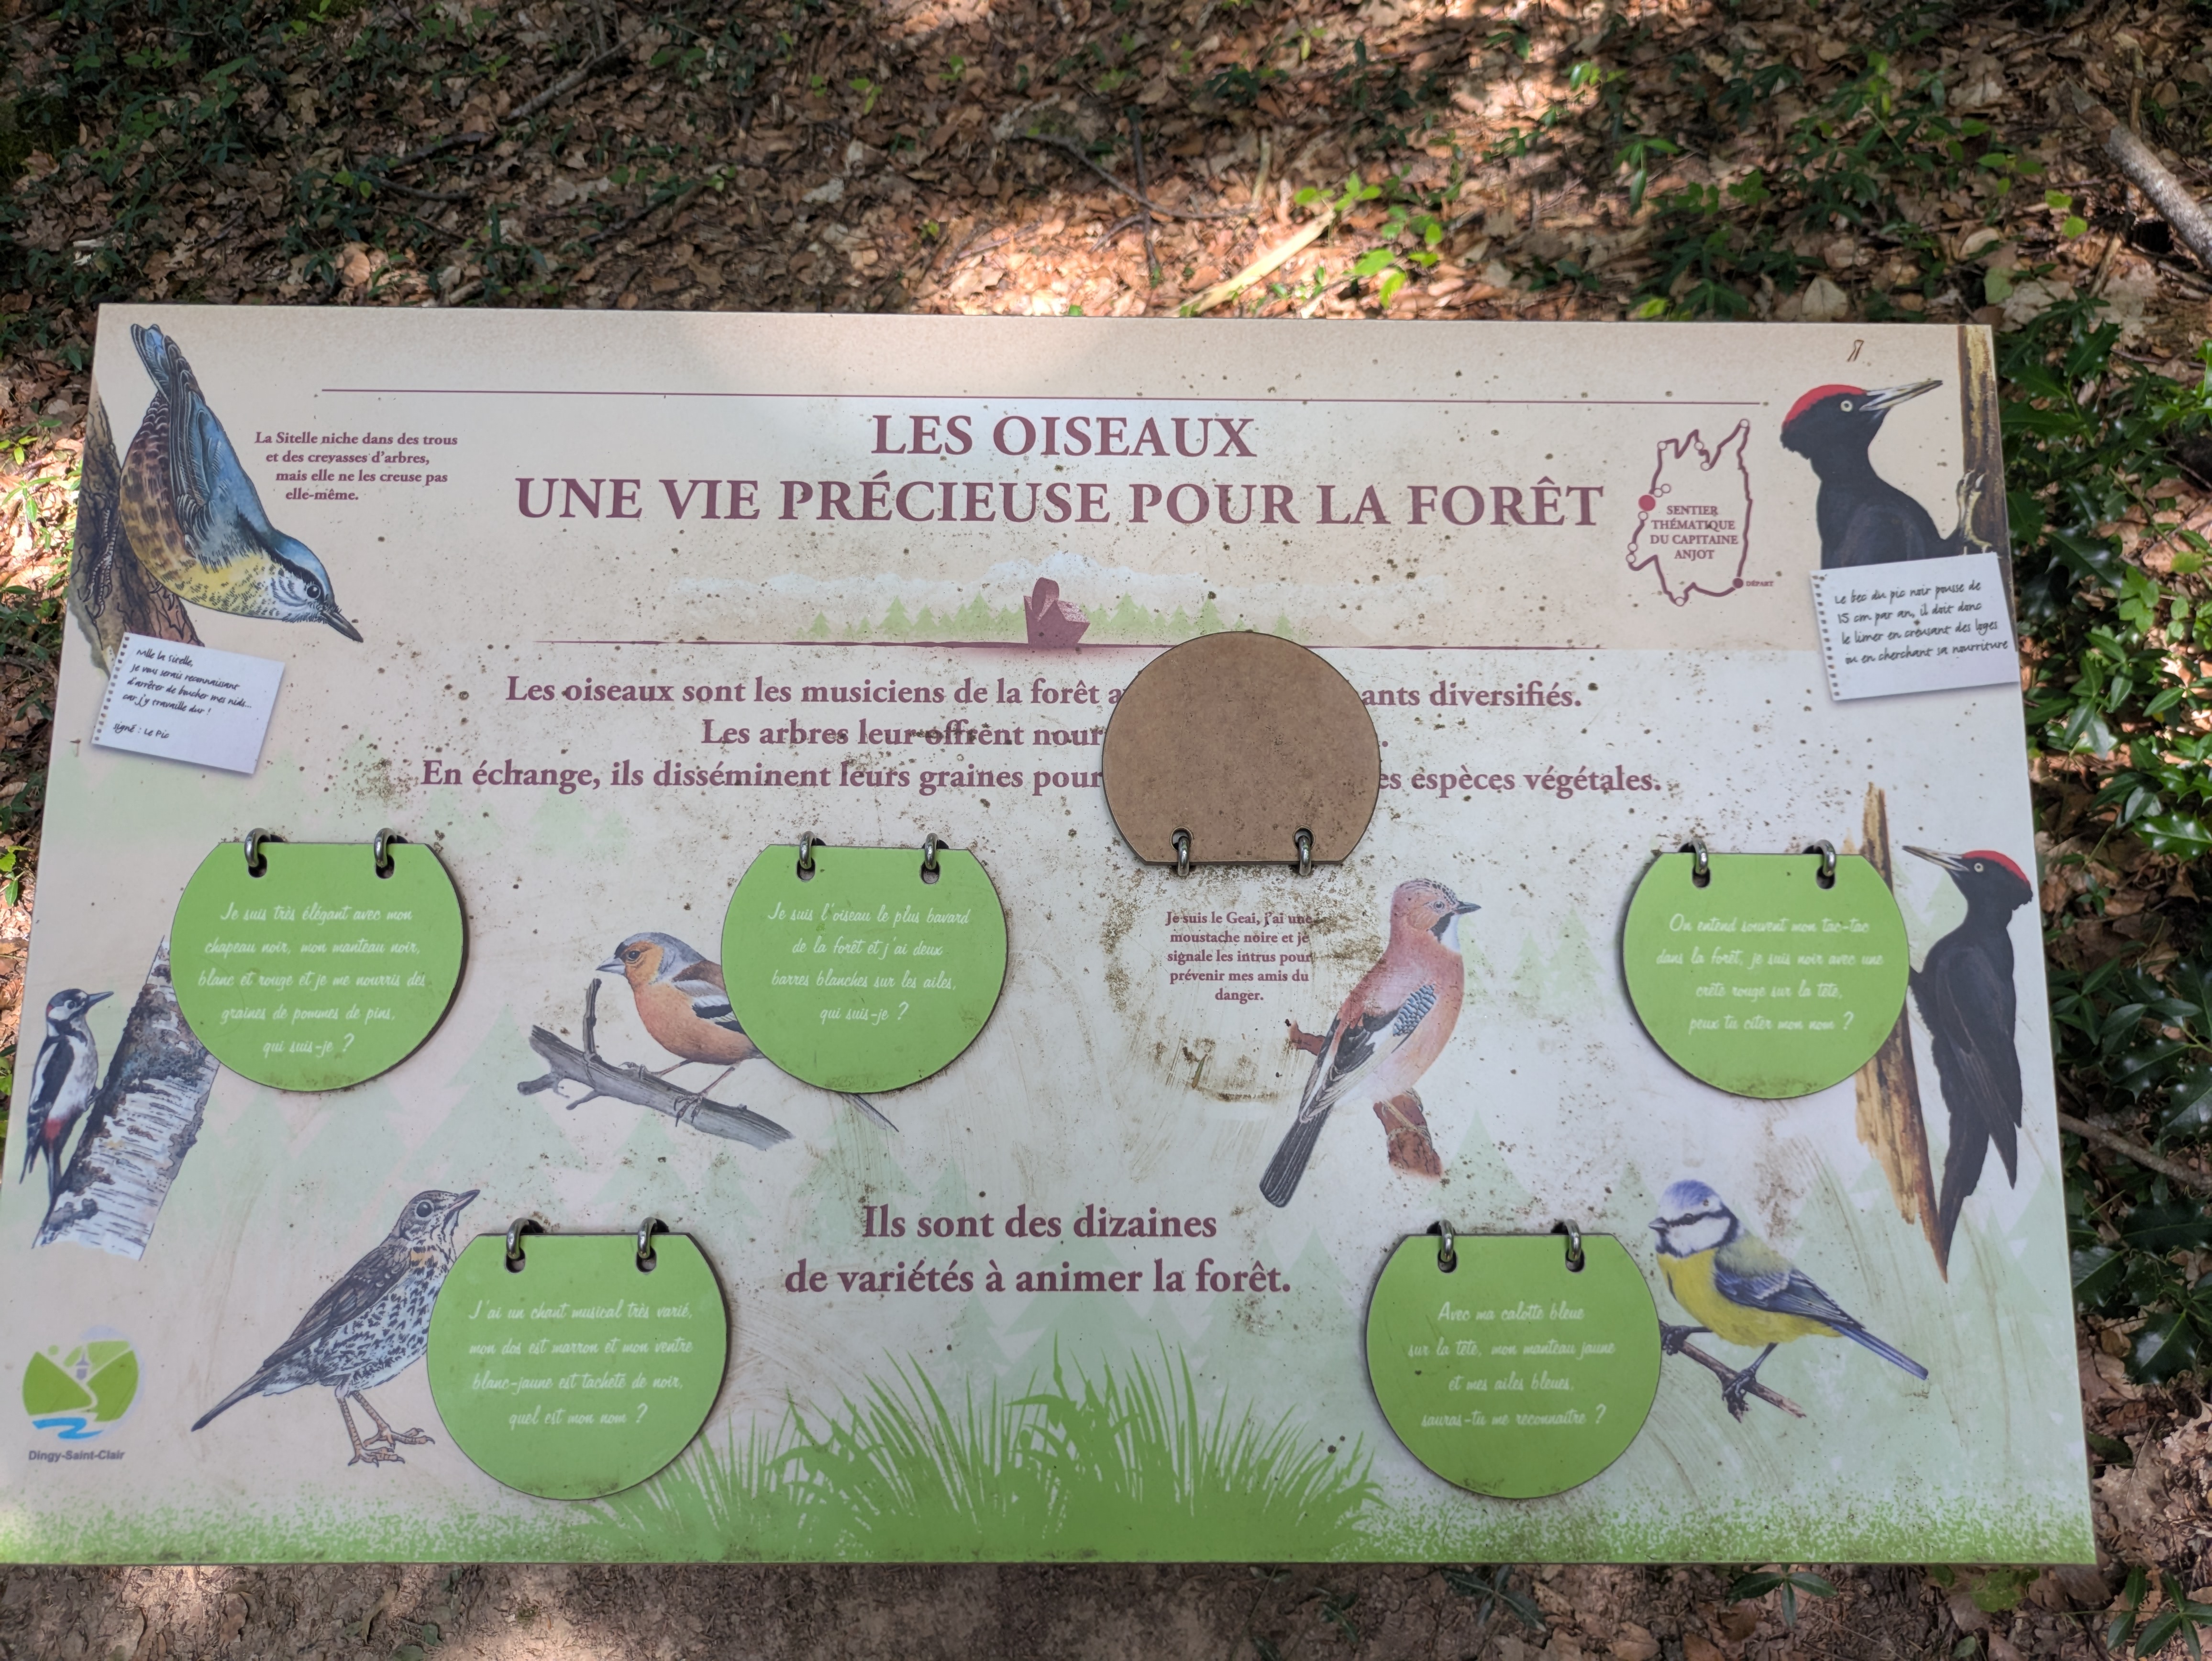 La Sitelle niche dans des trous
et des creyasses d'arbres,
mais elle ne les creuse pas
elle-même.
LES OISEAUX
UNE VIE PRÉCIEUSE POUR LA FORÊT
SENTIER
THÉMATIQUE
DU CAPITAINE
ANJOT
DÉPART
Mlle la Sitelle,
je vous serais reconnaissant
d'arrêter de boucher mes nids...
car j'y travaille dur !
signé : Le Pic
Le bec du pic noir pousse de
15 cm par an, il doit donc
le limer en creusant des loges
ou en cherchant sa nourriture
Les oiseaux sont les musiciens de la forêt a ants diversifiés.
Les arbres leur offrent nour .
En échange, ils disséminent leurs graines pour es espèces végétales.
Je suis très élégant avec mon
chapeau noir, mon manteau noir,
blanc et rouge et je me nourris des
graines de pommes de pins,
qui suis-je ?
Je suis l'oiseau le plus bavard
de la forêt et j'ai deux
barres blanches sur les ailes,
qui suis-je ?
Je suis le Geai, j'ai une
moustache noire et je
signale les intrus pour
prévenir mes amis du
danger.
On entend souvent mon tac-tac
dans la forêt, je suis noir avec une
crête rouge sur la tête,
peux tu citer mon nom ?
Ils sont des dizaines
de variétés à animer la forêt.
J'ai un chant musical très varié,
mon dos est marron et mon ventre
blanc-jaune est tacheté de noir,
quel est mon nom ?
Avec ma calotte bleue
sur la tête, mon manteau jaune
et mes ailes bleues,
sauras-tu me reconnaitre ?
Dingy-Saint-Clair